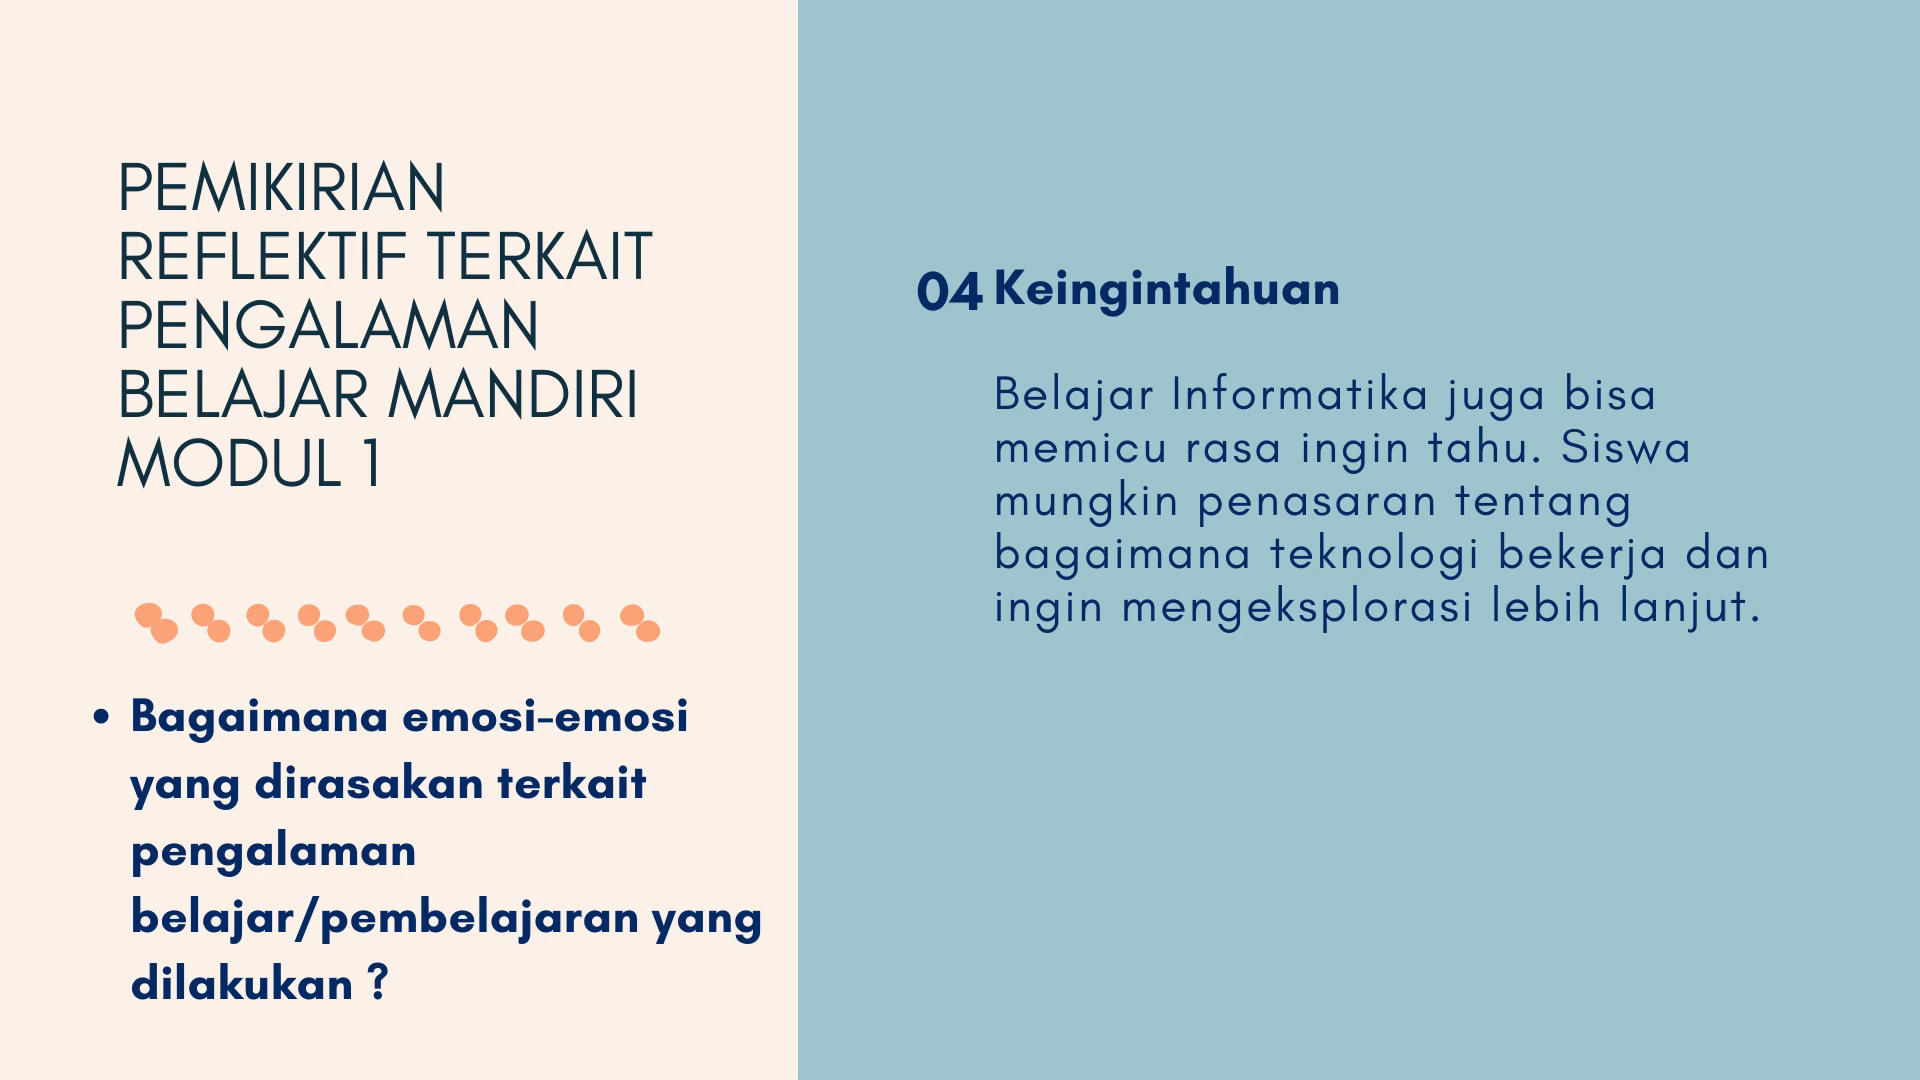 PEMIKIRIAN
REFLEKTIF TERKAIT
PENGALAMAN
BELAJAR MANDIRI
MODUL 1
• Bagaimana emosi-emosi
yang dirasakan terkait
pengalaman
belajar/pembelajaran yang
dilakukan ?
04 Keingintahuan
Belajar Informatika juga bisa
memicu rasa ingin tahu. Siswa
mungkin penasaran tentang
bagaimana teknologi bekerja dan
ingin mengeksplorasi lebih lanjut.